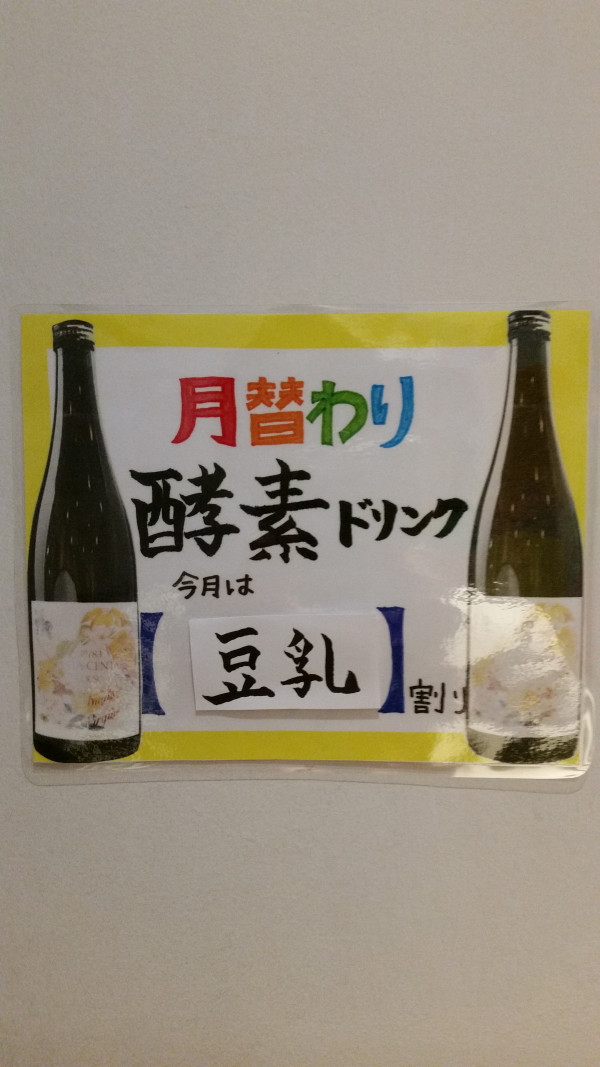 月替わり
酵素ドリンク
今月は
【豆乳】割り